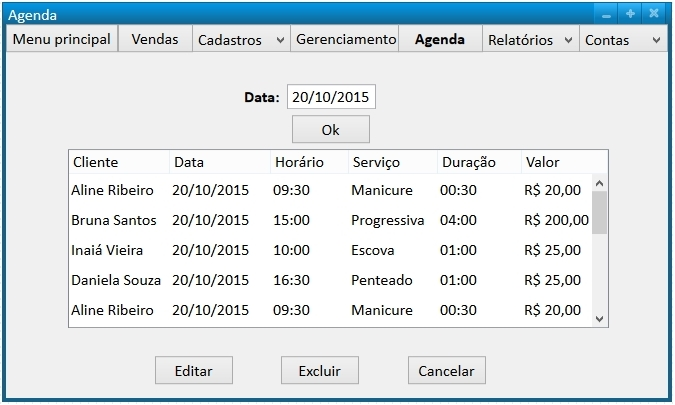 Agenda
Menu principal Vendas Cadastros Gerenciamento Agenda Relatórios Contas
Data: 20/10/2015
Ok
Cliente Data Horário Serviço Duração Valor
Aline Ribeiro 20/10/2015 09:30 Manicure 00:30 R$ 20,00
Bruna Santos 20/10/2015 15:00 Progressiva 04:00 R$ 200,00
Inaiá Vieira 20/10/2015 10:00 Escova 01:00 R$ 25,00
Daniela Souza 20/10/2015 16:30 Penteado 01:00 R$ 25,00
Aline Ribeiro 20/10/2015 09:30 Manicure 00:30 R$ 20,00
Editar Excluir Cancelar